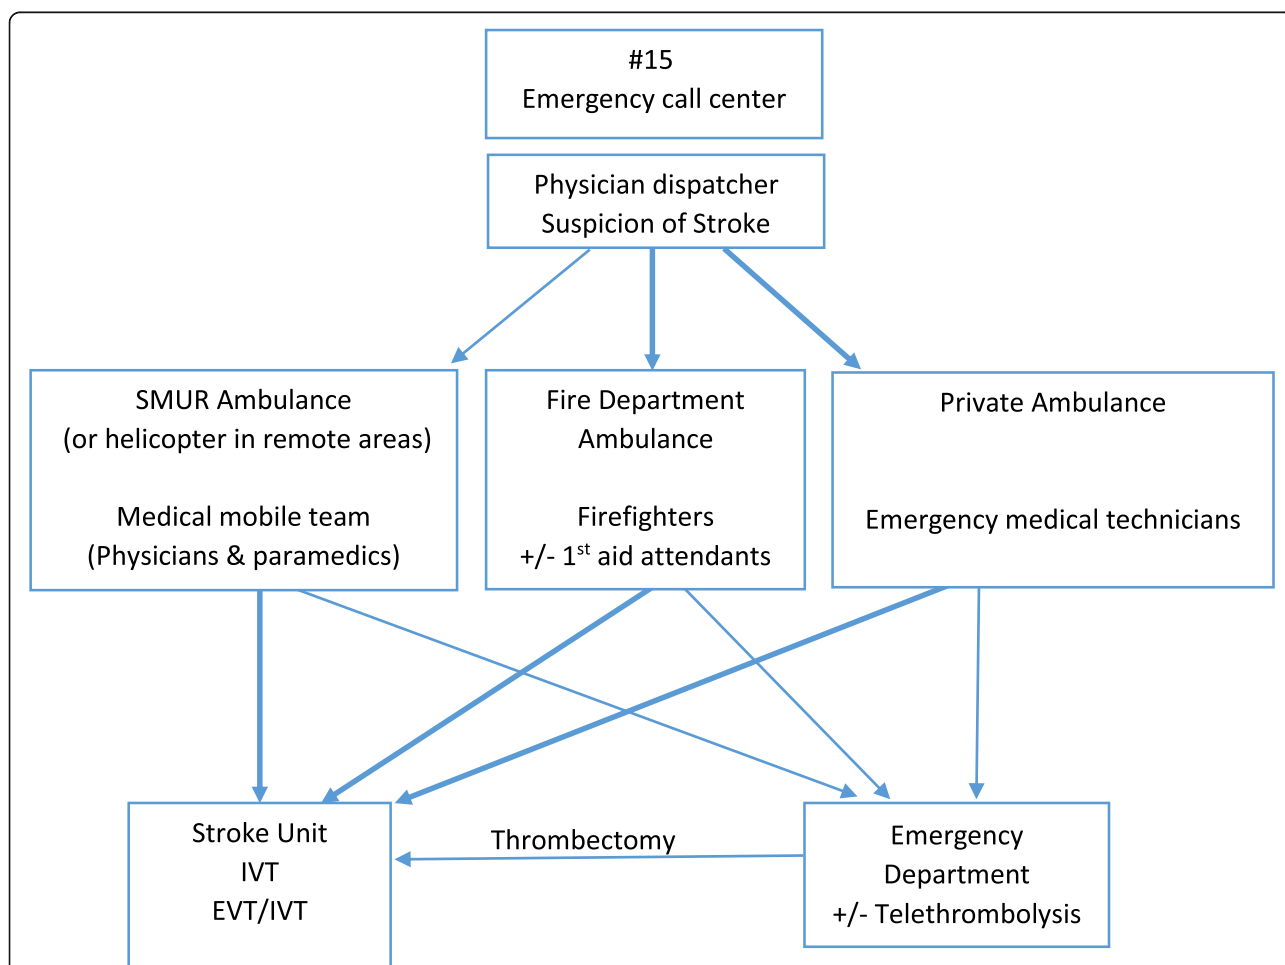 #15
Emergency call center
Physician dispatcher
Suspicion of Stroke
SMUR Ambulance
(or helicopter in remote areas)
Medical mobile team
(Physicians & paramedics)
Fire Department
Ambulance
Firefighters
+/- 1st aid attendants
Private Ambulance
Emergency medical technicians
Stroke Unit
IVT
EVT/IVT
Thrombectomy
Emergency
Department
+/- Telethrombolysis